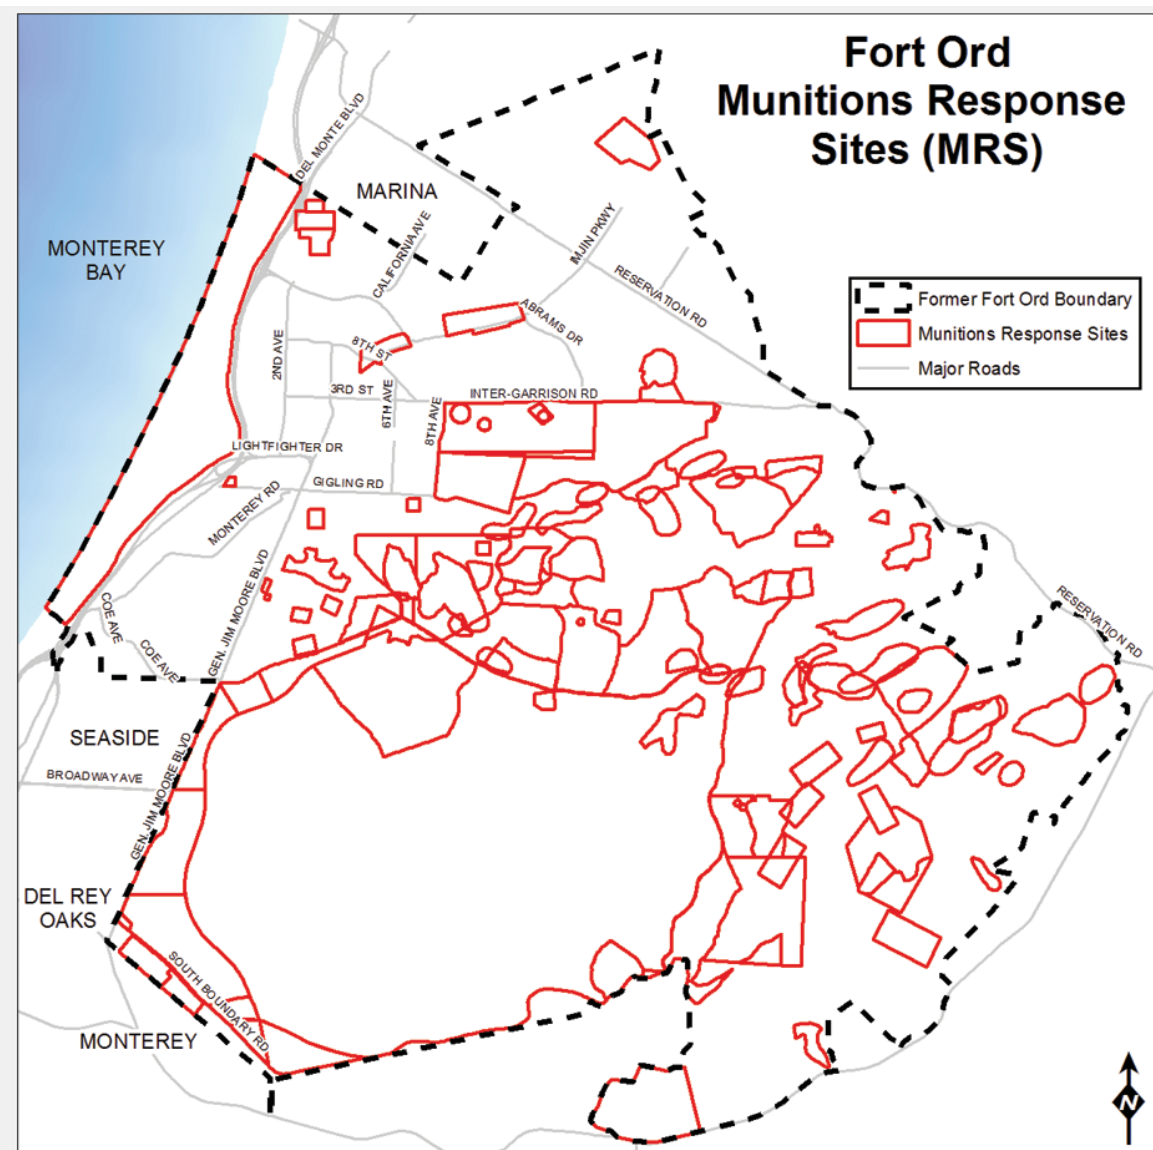 Fort Ord
Munitions Response
Sites (MRS)
DEL MONTE BLVD
MARINA
CALIFORNIA AVE
IMJIN PKWY
RESERVATION RD
MONTEREY
BAY
Former Fort Ord Boundary
Munitions Response Sites
Major Roads
ABRAMS DR
8TH ST
2ND AVE
3RD ST
6TH AVE
INTER-GARRISON RD
8TH AVE
LIGHTFIGHTER DR
GIGLING RD
MONTEREY RD
GEN. JIM MOORE BLVD
COE AVE
COE AVE
RESERVATION RD
SEASIDE
BROADWAY AVE
GEN. JIM MOORE BLVD
DEL REY
OAKS
SOUTH BOUNDARY RD
MONTEREY
N